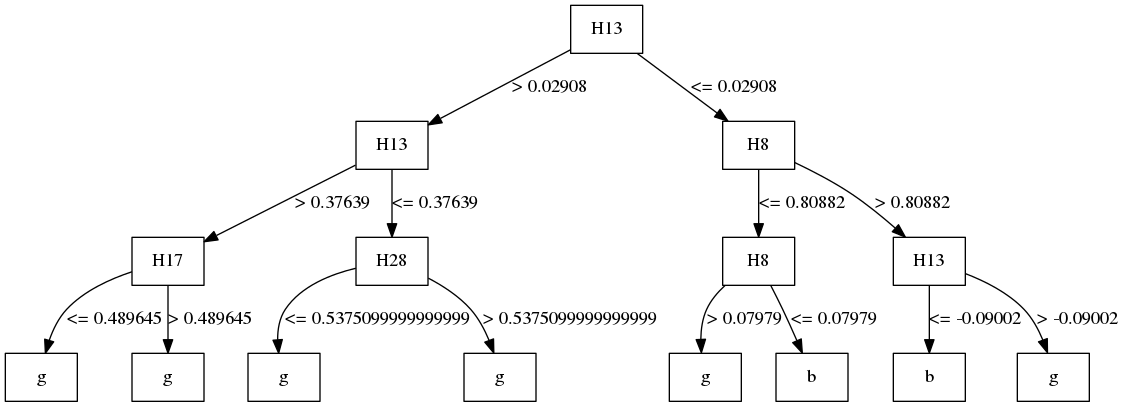 H13
> 0.02908
<= 0.02908
H13
H8
> 0.37639
<= 0.37639
<= 0.80882
> 0.80882
H17
H28
H8
H13
<= 0.489645
> 0.489645
<= 0.5375099999999999
> 0.5375099999999999
> 0.07979
<= 0.07979
<= -0.09002
> -0.09002
g
g
g
g
g
b
b
g